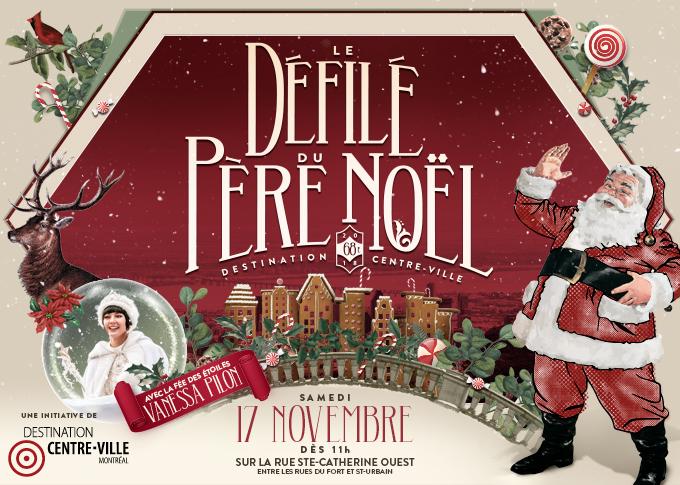 LE
DÉFILÉ
DU
PÈRE NOËL
20
68e
18
DESTINATION CENTRE-VILLE
AVEC LA FÉE DES ÉTOILES
VANESSA PILON
UNE INITIATIVE DE
DESTINATION
CENTRE-VILLE
MONTRÉAL
SAMEDI
17 NOVEMBRE
DÈS 11h
SUR LA RUE STE-CATHERINE OUEST
ENTRE LES RUES DU FORT ET ST-URBAIN